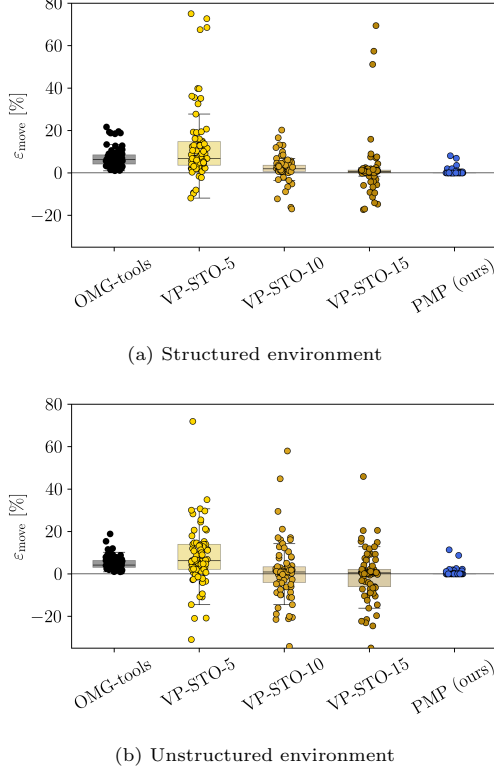 80
60
40
20
0
−20
ε_move [%]
OMG-tools
VP-STO-5
VP-STO-10
VP-STO-15
PMP (ours)
(a) Structured environment
80
60
40
20
0
−20
ε_move [%]
OMG-tools
VP-STO-5
VP-STO-10
VP-STO-15
PMP (ours)
(b) Unstructured environment